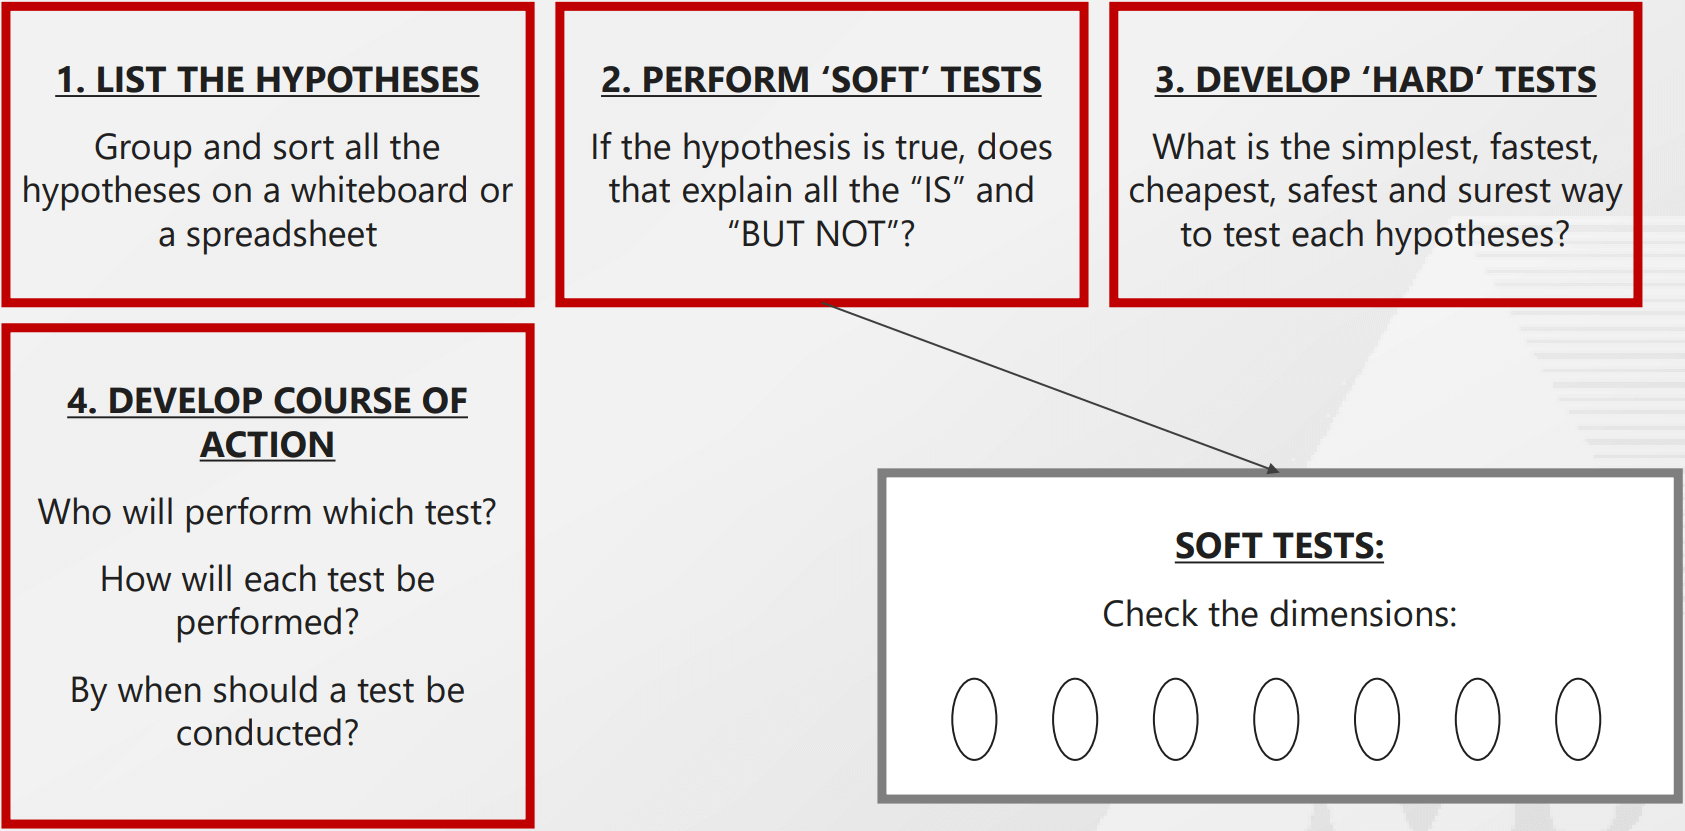 1. LIST THE HYPOTHESES
Group and sort all the
hypotheses on a whiteboard or
a spreadsheet
2. PERFORM ‘SOFT’ TESTS
If the hypothesis is true, does
that explain all the “IS” and
“BUT NOT”?
3. DEVELOP ‘HARD’ TESTS
What is the simplest, fastest,
cheapest, safest and surest way
to test each hypotheses?
4. DEVELOP COURSE OF
ACTION
Who will perform which test?
How will each test be
performed?
By when should a test be
conducted?
SOFT TESTS:
Check the dimensions: